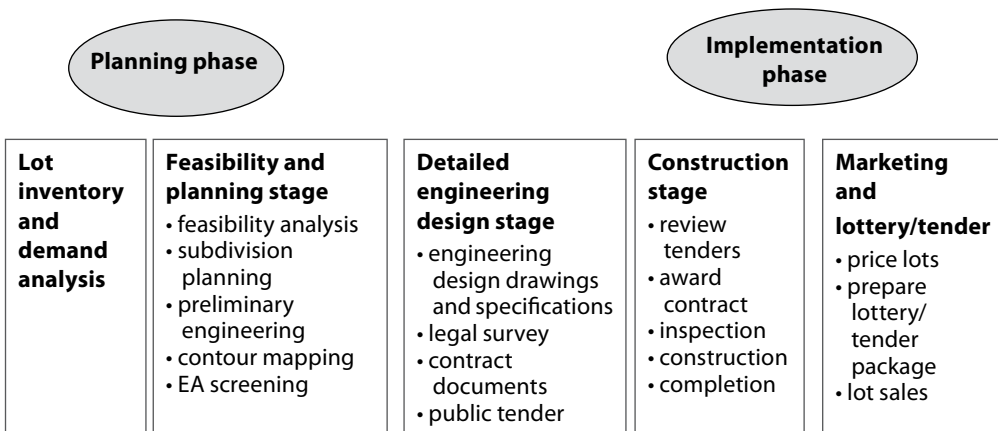 Planning phase
Implementation
phase
Lot
inventory
and
demand
analysis
Feasibility and
planning stage
• feasibility analysis
• subdivision
planning
• preliminary
engineering
• contour mapping
• EA screening
Detailed
engineering
design stage
• engineering
design drawings
and specifications
• legal survey
• contract
documents
• public tender
Construction
stage
• review
tenders
• award
contract
• inspection
• construction
• completion
Marketing
and
lottery/tender
• price lots
• prepare
lottery/
tender
package
• lot sales